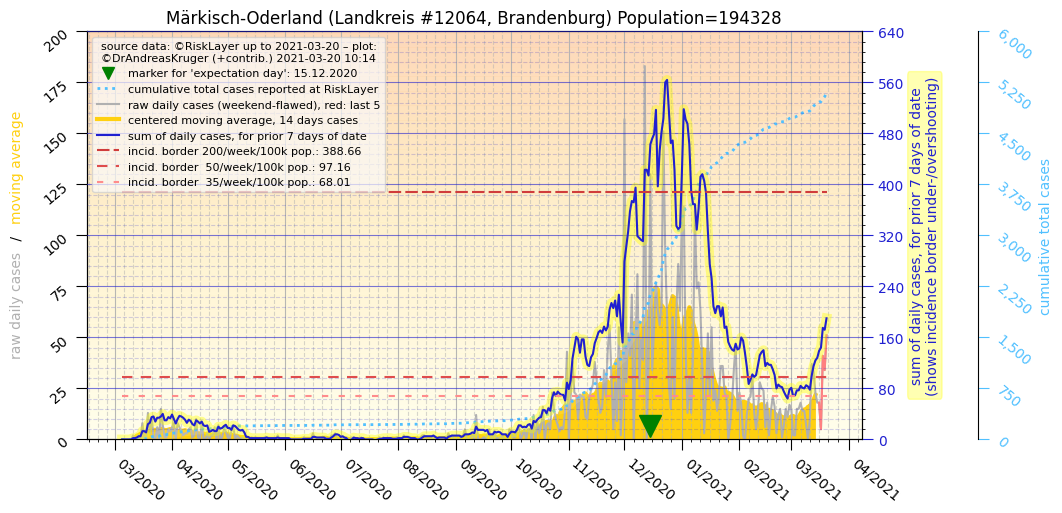 Märkisch-Oderland (Landkreis #12064, Brandenburg) Population=194328
source data: ©RiskLayer up to 2021-03-20 – plot:
©DrAndreasKruger (+contrib.) 2021-03-20 10:14
marker for 'expectation day': 15.12.2020
cumulative total cases reported at RiskLayer
raw daily cases (weekend-flawed), red: last 5
centered moving average, 14 days cases
sum of daily cases, for prior 7 days of date
incid. border 200/week/100k pop.: 388.66
incid. border  50/week/100k pop.: 97.16
incid. border  35/week/100k pop.: 68.01
raw daily cases / moving average
200
175
150
125
100
75
50
25
0
03/2020
04/2020
05/2020
06/2020
07/2020
08/2020
09/2020
10/2020
11/2020
12/2020
01/2021
02/2021
03/2021
04/2021
640
560
480
400
320
240
160
80
0
sum of daily cases, for prior 7 days of date
(shows incidence border under-/overshooting)
6,000
5,250
4,500
3,750
3,000
2,250
1,500
750
0
cumulative total cases